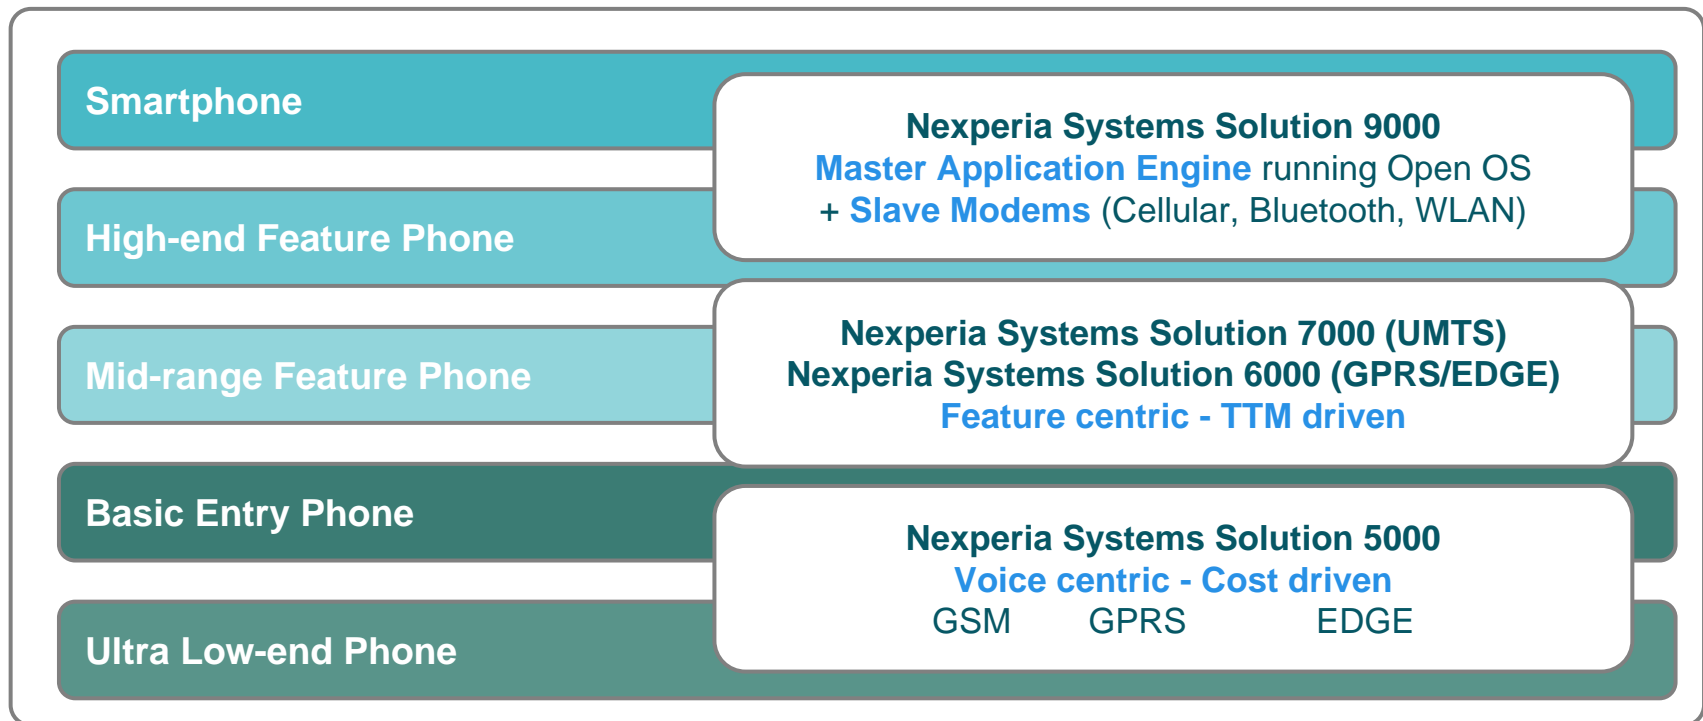 Smartphone
Nexperia Systems Solution 9000
Master Application Engine running Open OS
+ Slave Modems (Cellular, Bluetooth, WLAN)
High-end Feature Phone
Nexperia Systems Solution 7000 (UMTS)
Mid-range Feature Phone
Nexperia Systems Solution 6000 (GPRS/EDGE)
Feature centric - TTM driven
Basic Entry Phone
Nexperia Systems Solution 5000
Voice centric - Cost driven
GSM GPRS EDGE
Ultra Low-end Phone